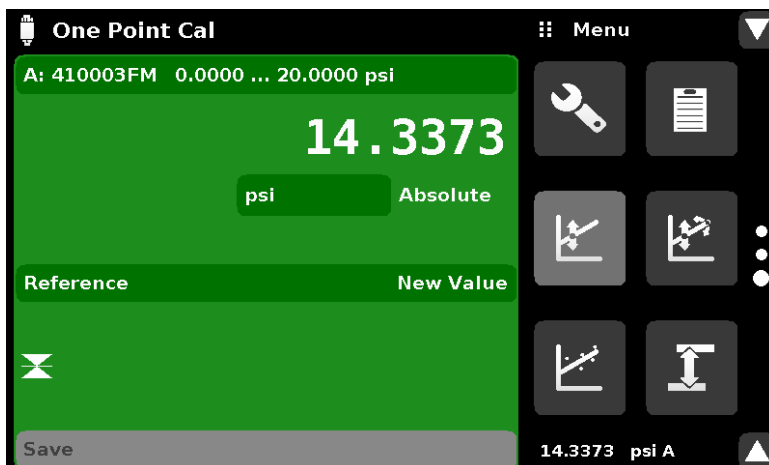 One Point Cal
Menu
A: 410003FM 0.0000 ... 20.0000 psi
14.3373
psi Absolute
Reference New Value
Save
14.3373 psi A